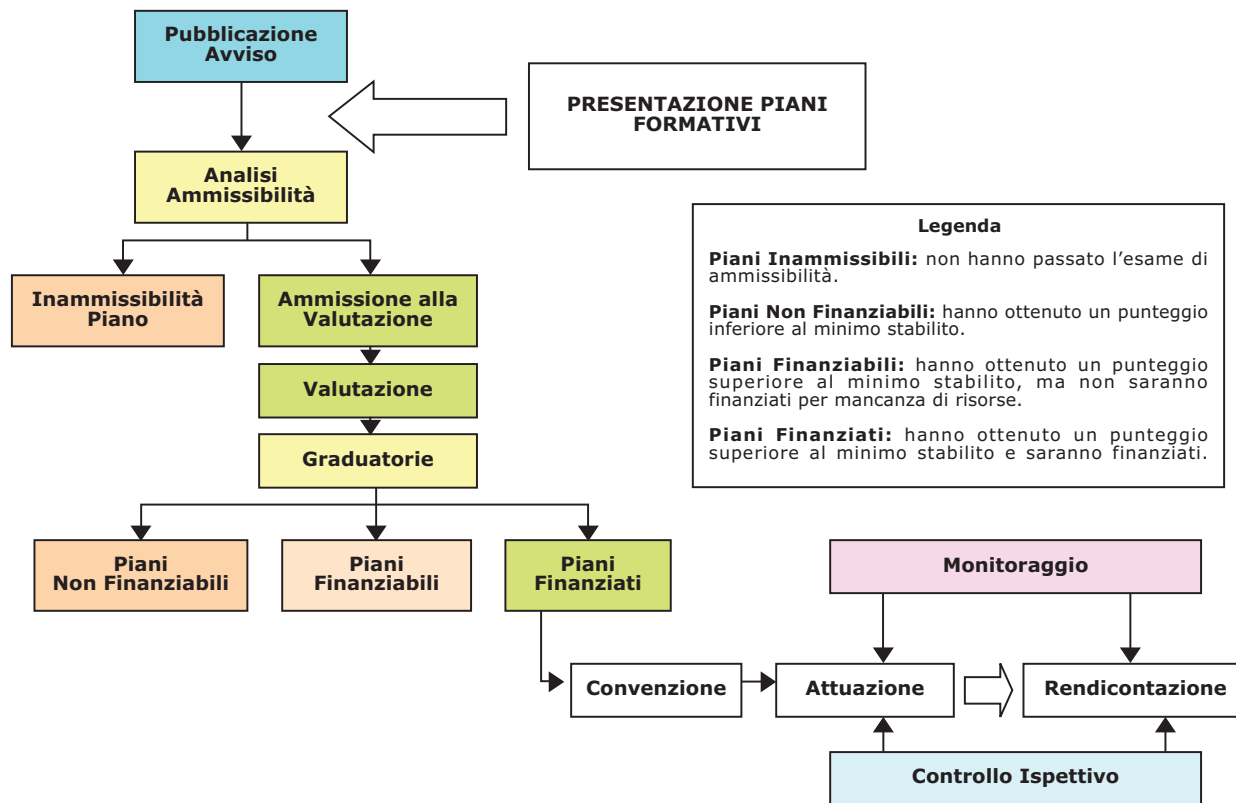 Pubblicazione
Avviso
PRESENTAZIONE PIANI
FORMATIVI
Analisi
Ammissibilità
Legenda
Piani Inammissibili: non hanno passato l'esame di
ammissibilità.
Piani Non Finanziabili: hanno ottenuto un punteggio
inferiore al minimo stabilito.
Piani Finanziabili: hanno ottenuto un punteggio
superiore al minimo stabilito, ma non saranno
finanziati per mancanza di risorse.
Piani Finanziati: hanno ottenuto un punteggio
superiore al minimo stabilito e saranno finanziati.
Inammissibilità
Piano
Ammissione alla
Valutazione
Valutazione
Graduatorie
Piani
Non Finanziabili
Piani
Finanziabili
Piani
Finanziati
Monitoraggio
Convenzione
Attuazione
Rendicontazione
Controllo Ispettivo